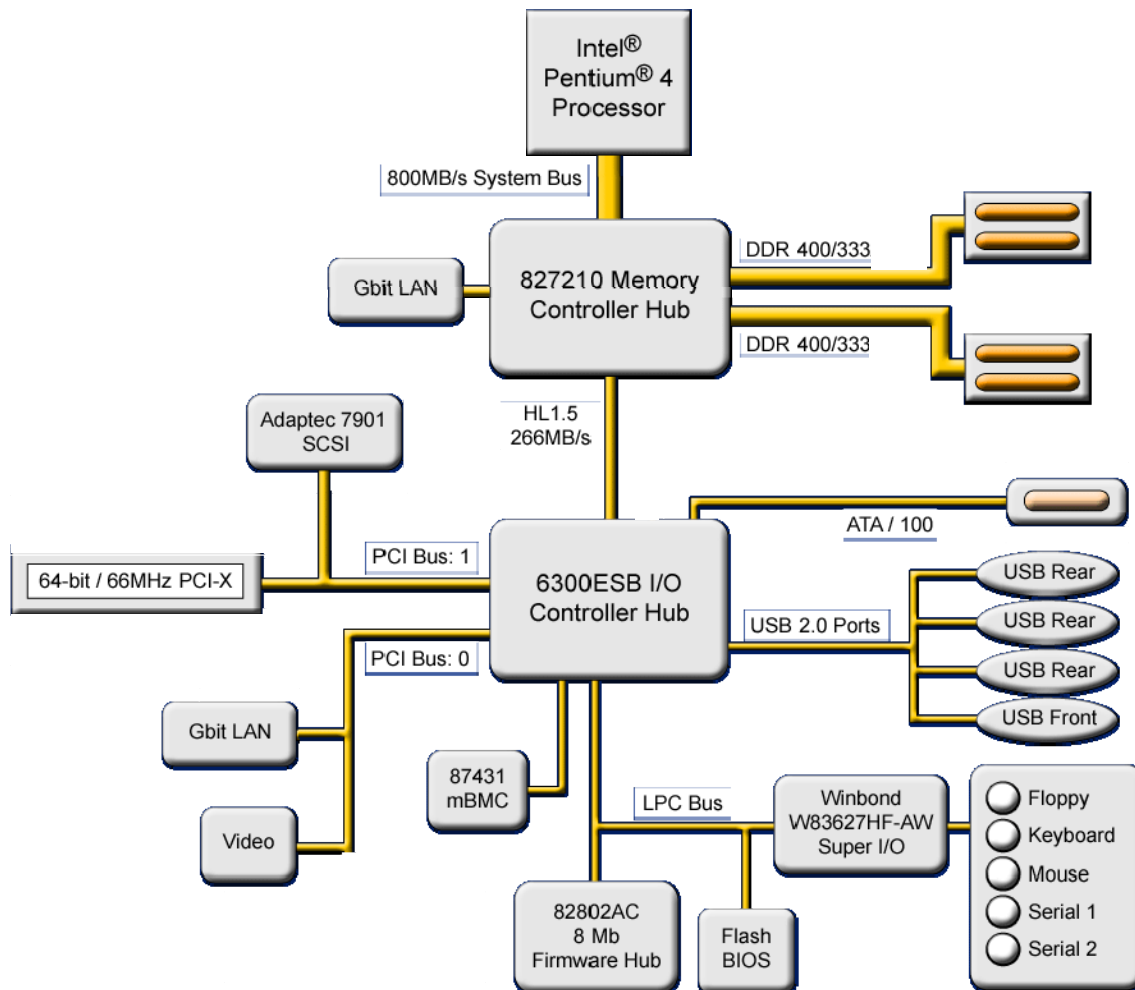 Intel®
Pentium® 4
Processor
800MB/s System Bus
DDR 400/333
Gbit LAN
827210 Memory
Controller Hub
DDR 400/333
HL1.5
266MB/s
Adaptec 7901
SCSI
ATA / 100
PCI Bus: 1
64-bit / 66MHz PCI-X
6300ESB I/O
Controller Hub
USB Rear
USB 2.0 Ports
USB Rear
PCI Bus: 0
USB Rear
USB Front
Gbit LAN
87431
mBMC
Video
LPC Bus
Winbond
W83627HF-AW
Super I/O
Floppy
Keyboard
Mouse
Serial 1
Serial 2
82802AC
8 Mb
Firmware Hub
Flash
BIOS